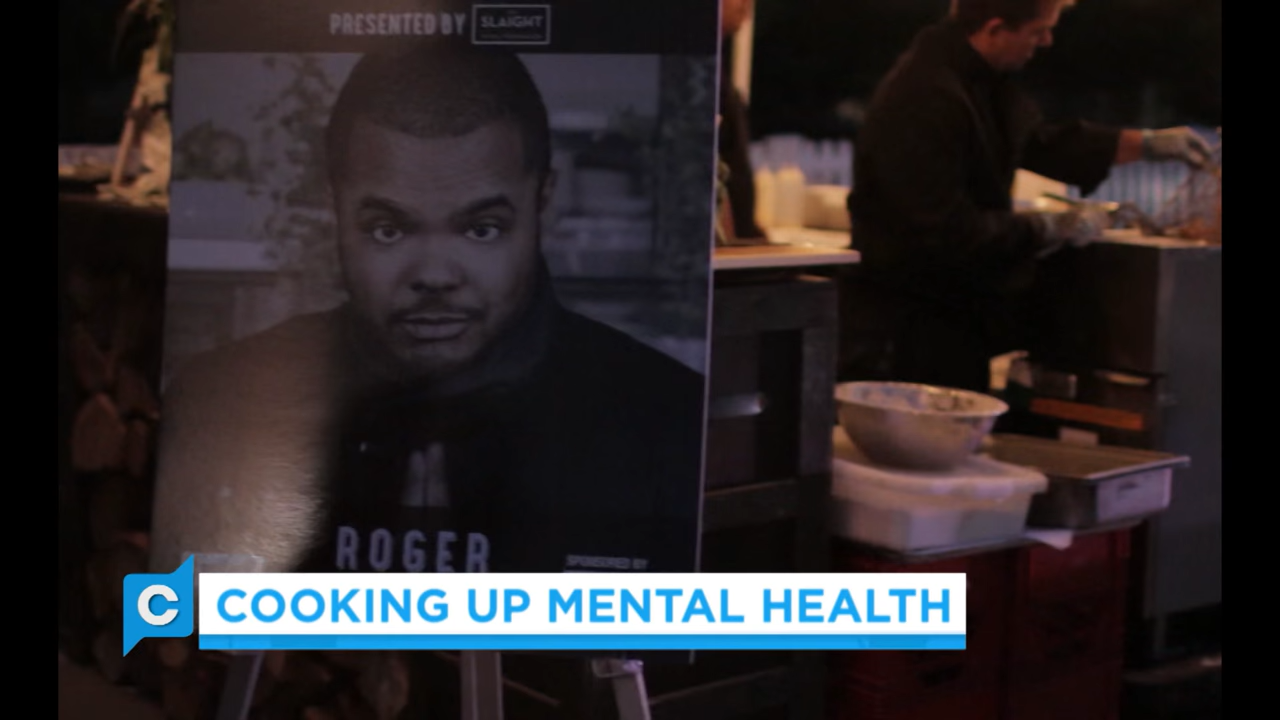 PRESENTED BY SLAIGHT
ROGER
SPONSORED BY
C COOKING UP MENTAL HEALTH